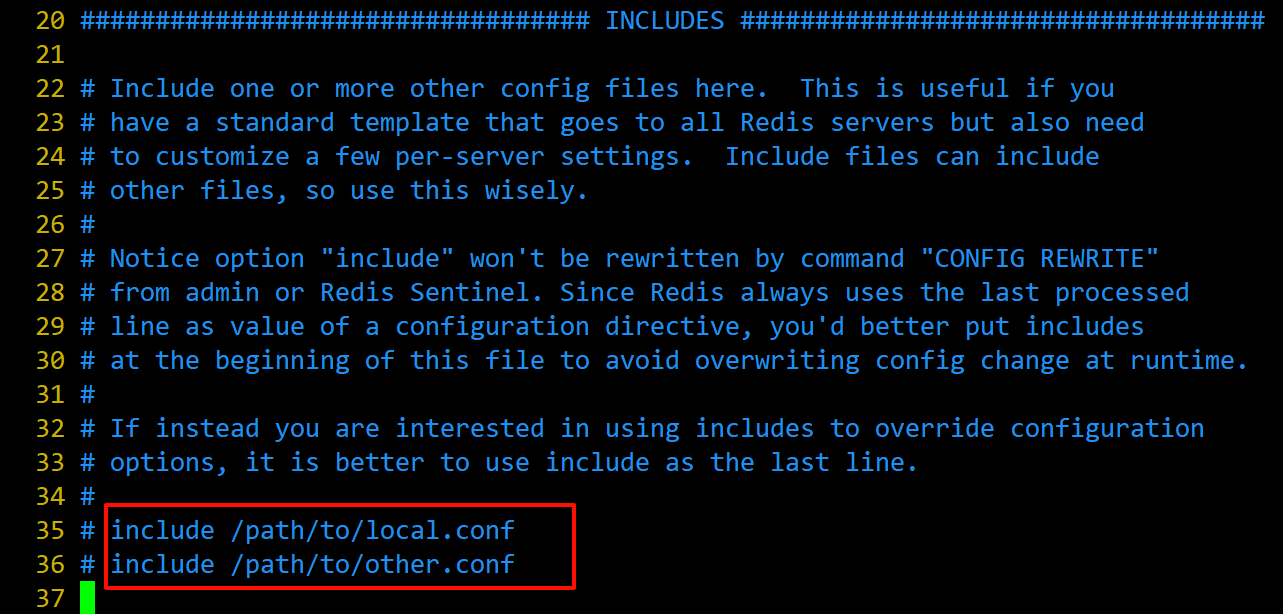 20 ################################## INCLUDES ###################################
21
22 # Include one or more other config files here.  This is useful if you
23 # have a standard template that goes to all Redis servers but also need
24 # to customize a few per-server settings.  Include files can include
25 # other files, so use this wisely.
26 #
27 # Notice option "include" won't be rewritten by command "CONFIG REWRITE"
28 # from admin or Redis Sentinel. Since Redis always uses the last processed
29 # line as value of a configuration directive, you'd better put includes
30 # at the beginning of this file to avoid overwriting config change at runtime.
31 #
32 # If instead you are interested in using includes to override configuration
33 # options, it is better to use include as the last line.
34 #
35 # include /path/to/local.conf
36 # include /path/to/other.conf
37